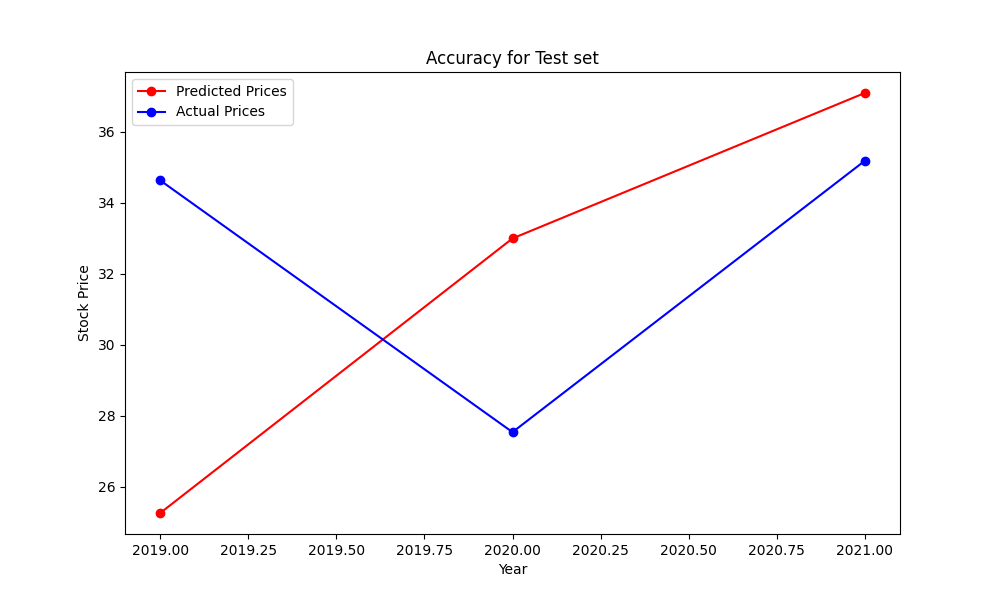 Accuracy for Test set
Predicted Prices
Actual Prices
36
34
32
30
28
26
Stock Price
2019.00 2019.25 2019.50 2019.75 2020.00 2020.25 2020.50 2020.75 2021.00
Year